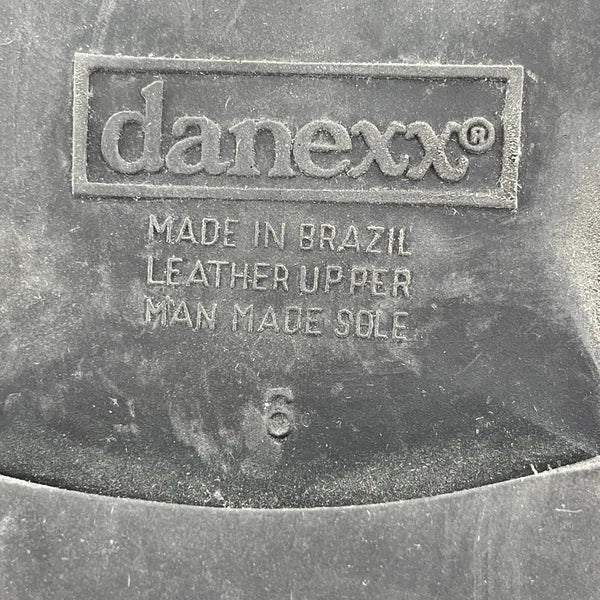 danexx®
MADE IN BRAZIL
LEATHER UPPER
MAN MADE SOLE
6